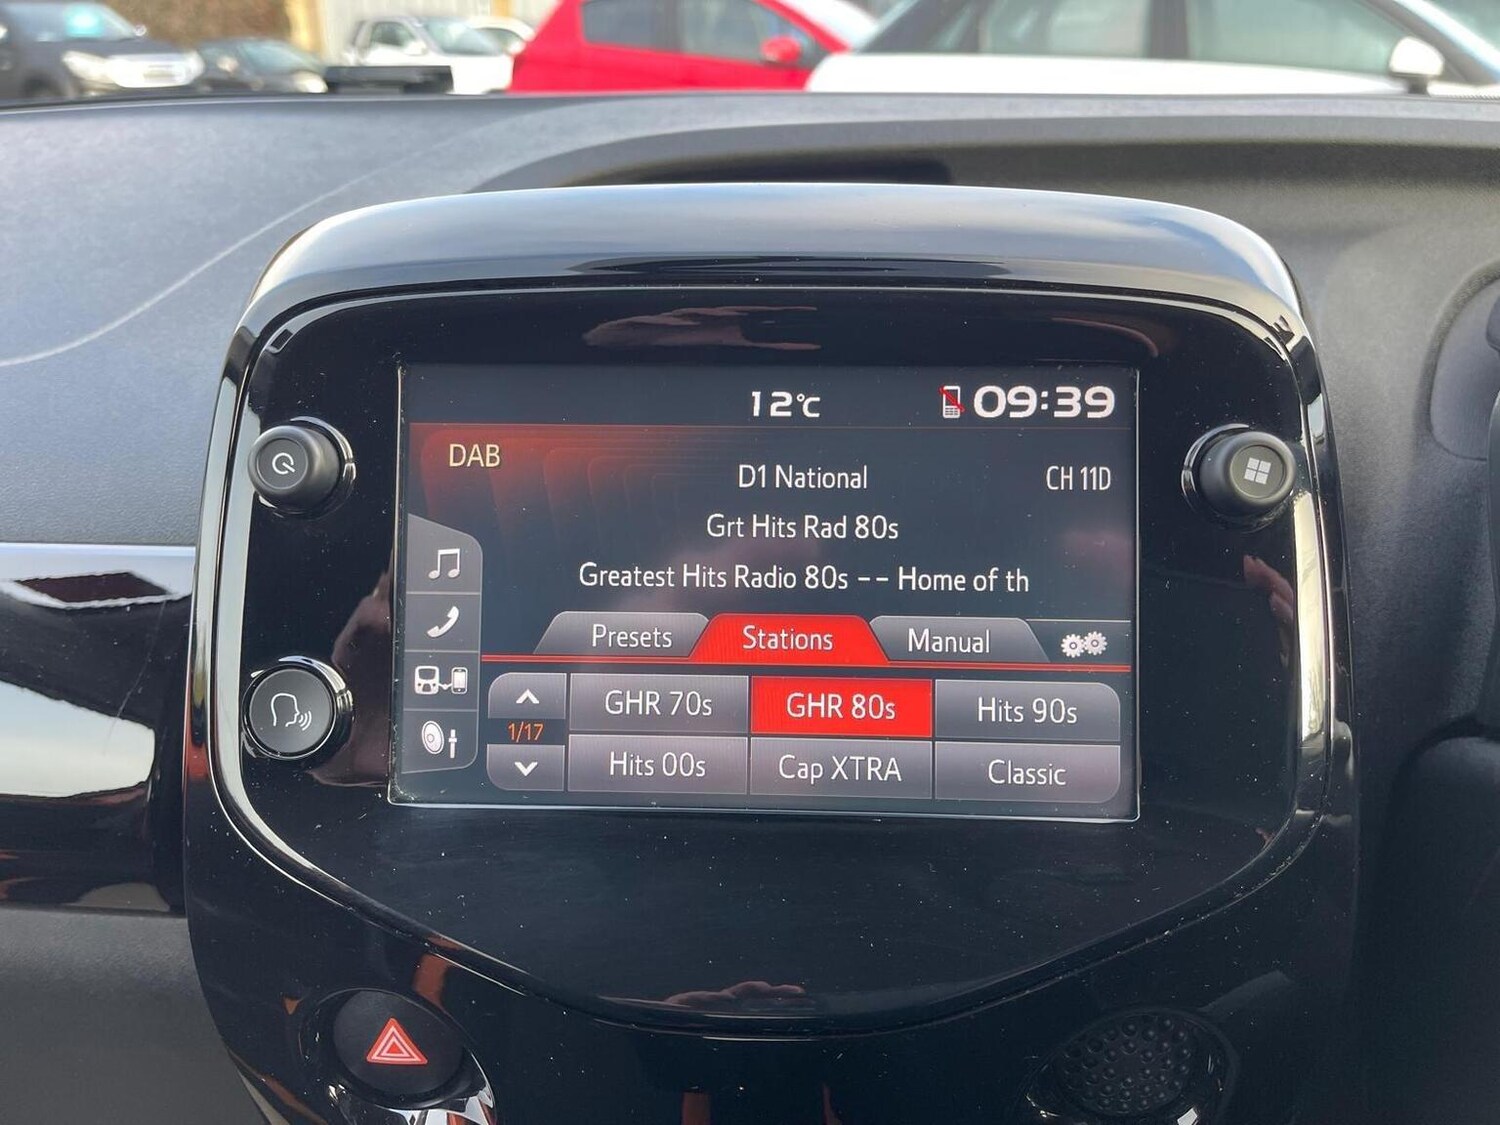 12°C 09:39
DAB
D1 National
CH 11D
Grt Hits Rad 80s
Greatest Hits Radio 80s -- Home of th
Presets Stations Manual
GHR 70s GHR 80s Hits 90s
1/17
Hits 00s Cap XTRA Classic